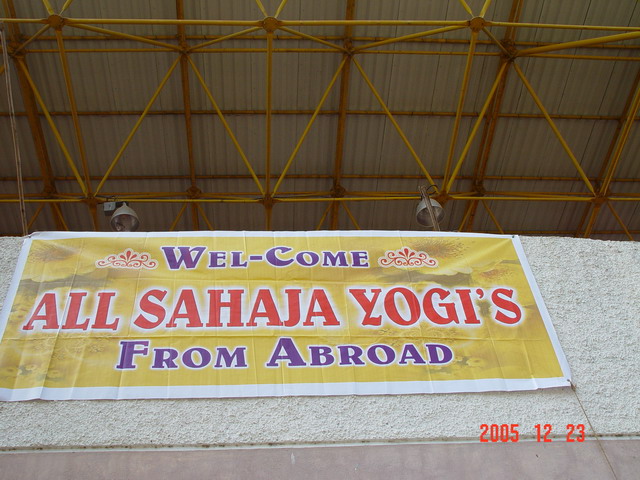 WEL-COME
ALL SAHAJA YOGI'S
FROM ABROAD
2005 12 23